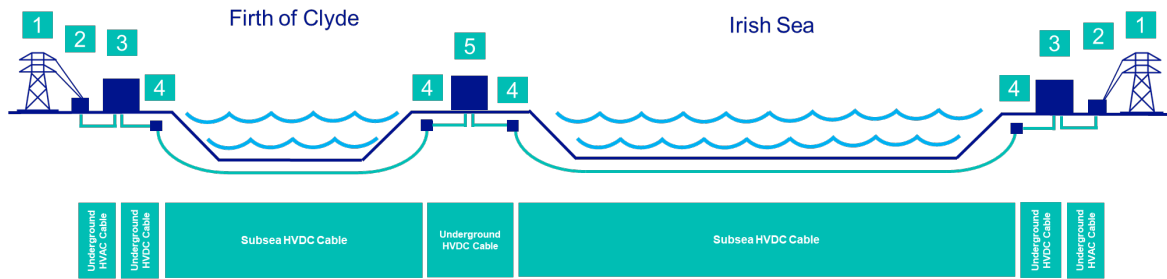 Firth of Clyde
Irish Sea
1
2
3
4
4
5
4
4
3
2
1
Underground
HVAC Cable
Underground
HVDC Cable
Subsea HVDC Cable
Underground
HVDC Cable
Subsea HVDC Cable
Underground
HVDC Cable
Underground
HVAC Cable